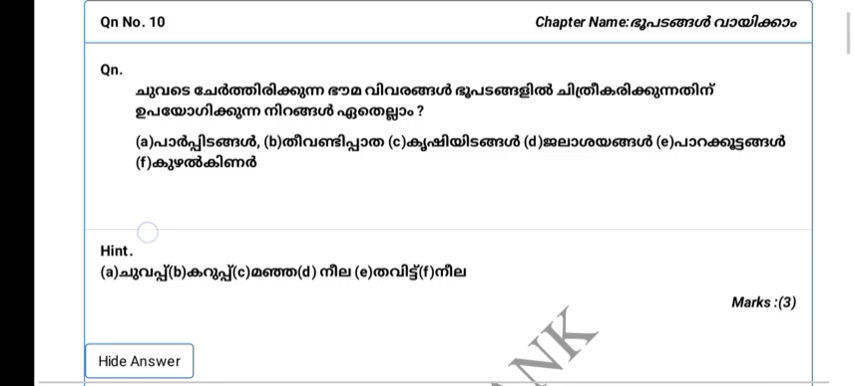 Qn No. 10
Chapter Name:ഭൂപടങ്ങൾ വായിക്കാം
Qn.
ചുവടെ ചേർത്തിരിക്കുന്ന ഭൗമ വിവരങ്ങൾ ഭൂപടങ്ങളിൽ ചിത്രീകരിക്കുന്നതിന്
ഉപയോഗിക്കുന്ന നിറങ്ങൾ ഏതെല്ലാം ?
(a)പാർപ്പിടങ്ങൾ, (b)തീവണ്ടിപ്പാത (c)കൃഷിയിടങ്ങൾ (d)ജലാശയങ്ങൾ (e)പാറക്കൂട്ടങ്ങൾ
(f)കുഴൽകിണർ
Hint.
(a)ചുവപ്പ്(b)കറുപ്പ്(c)മഞ്ഞ(d) നീല (e)തവിട്ട്(f)നീല
Marks :(3)
NK
Hide Answer